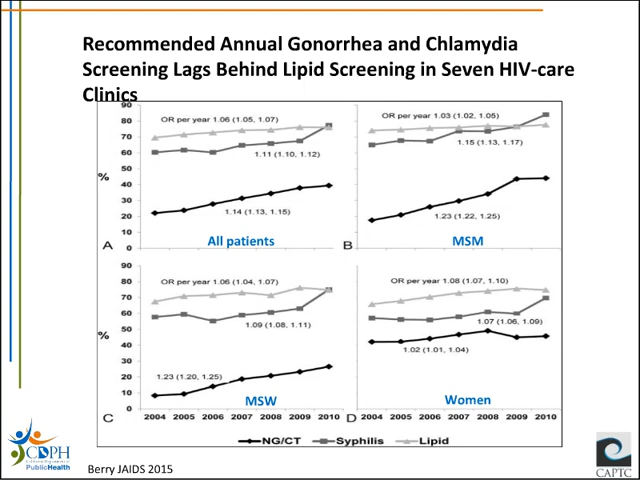 Recommended Annual Gonorrhea and Chlamydia
Screening Lags Behind Lipid Screening in Seven HIV-care
Clinics
90
80
70
60
50
40
30
20
10
0
%
OR per year 1.06 (1.05, 1.07)
1.11 (1.10, 1.12)
1.14 (1.13, 1.15)
A
All patients
OR per year 1.03 (1.02, 1.05)
1.15 (1.13, 1.17)
1.23 (1.22, 1.25)
B
MSM
90
80
70
60
50
40
30
20
10
0
%
OR per year 1.06 (1.04, 1.07)
1.09 (1.08, 1.11)
1.23 (1.20, 1.25)
MSW
C
2004 2005 2006 2007 2008 2009 2010
OR per year 1.08 (1.07, 1.10)
1.07 (1.06, 1.09)
1.02 (1.01, 1.04)
Women
D
2004 2005 2006 2007 2008 2009 2010
NG/CT Syphilis Lipid
CDPH
PublicHealth
Berry JAIDS 2015
CAPTC